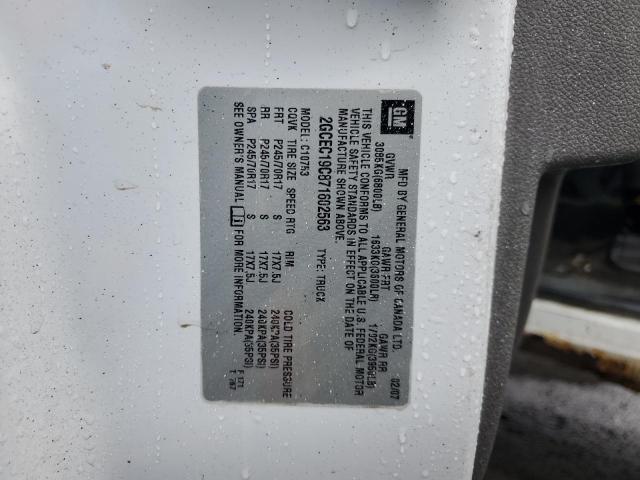 GM
MFD BY GENERAL MOTORS OF CANADA LTD. 02/07
GVWR GAWR FRT GAWR RR
3085KG(6800LB) 1633KG(3600LB)
THIS VEHICLE CONFORMS TO ALL APPLICABLE U.S. FEDERAL MOTOR
VEHICLE SAFETY STANDARDS IN EFFECT ON THE DATE OF
MANUFACTURE SHOWN ABOVE.
2GCEC19C871602563 TYPE: TRUCK
MODEL: C10753
CQYK TIRE SIZE SPEED RTG RIM COLD TIRE PRESSURE
FRT P245/70R17 S 17X7.5J 240KPA(35PSI)
RR P245/70R17 S 17X7.5J 240KPA(35PSI)
SPA P245/70R17 S 17X7.5J 240KPA(35PSI)
SEE OWNER'S MANUAL FOR MORE INFORMATION.